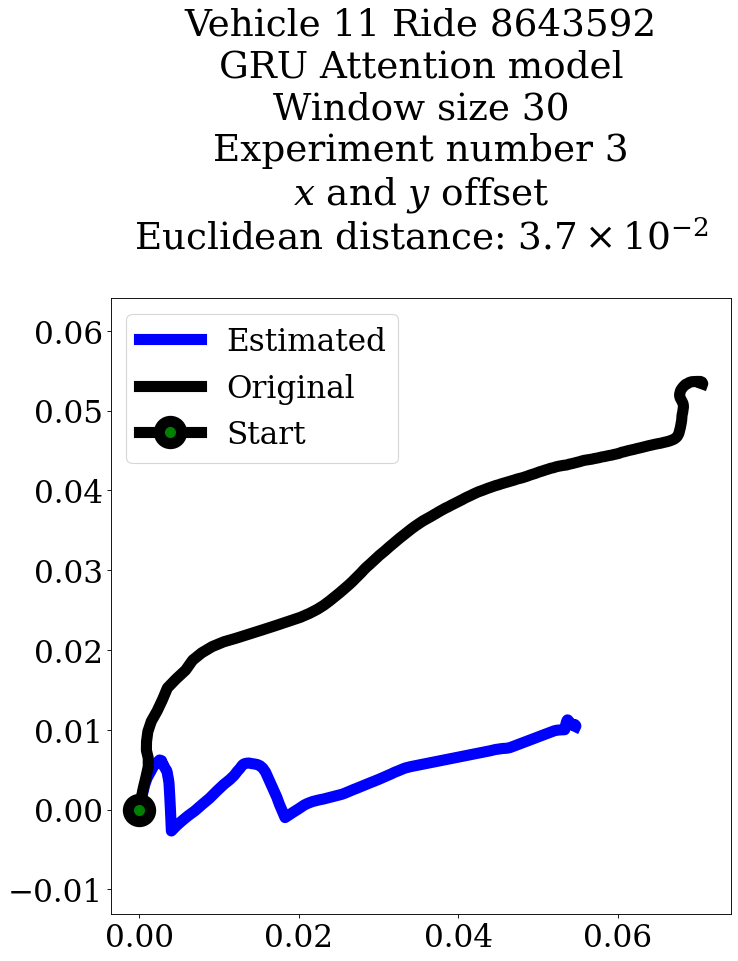 Vehicle 11 Ride 8643592
GRU Attention model
Window size 30
Experiment number 3
x and y offset
Euclidean distance: 3.7 × 10⁻²
Estimated
Original
Start
0.06
0.05
0.04
0.03
0.02
0.01
0.00
−0.01
0.00 0.02 0.04 0.06